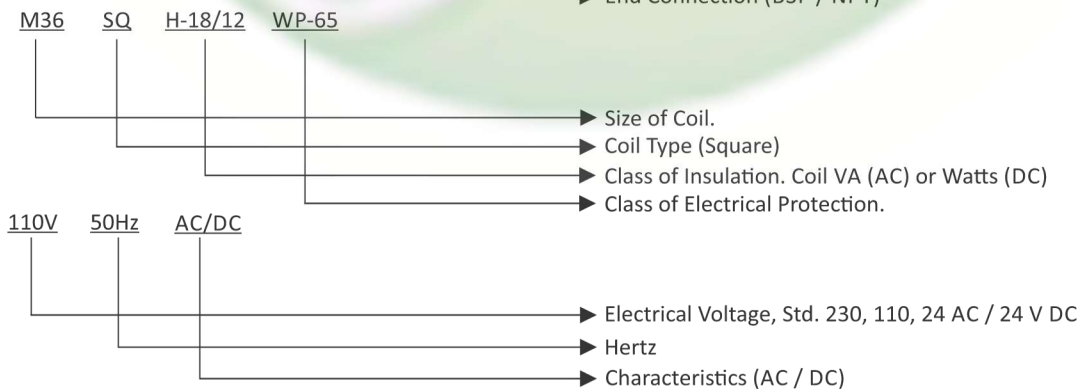 End Connection (BSP / NPT)
M36 SQ H-18/12 WP-65
Size of Coil.
Coil Type (Square)
Class of Insulation. Coil VA (AC) or Watts (DC)
Class of Electrical Protection.
110V 50Hz AC/DC
Electrical Voltage, Std. 230, 110, 24 AC / 24 V DC
Hertz
Characteristics (AC / DC)